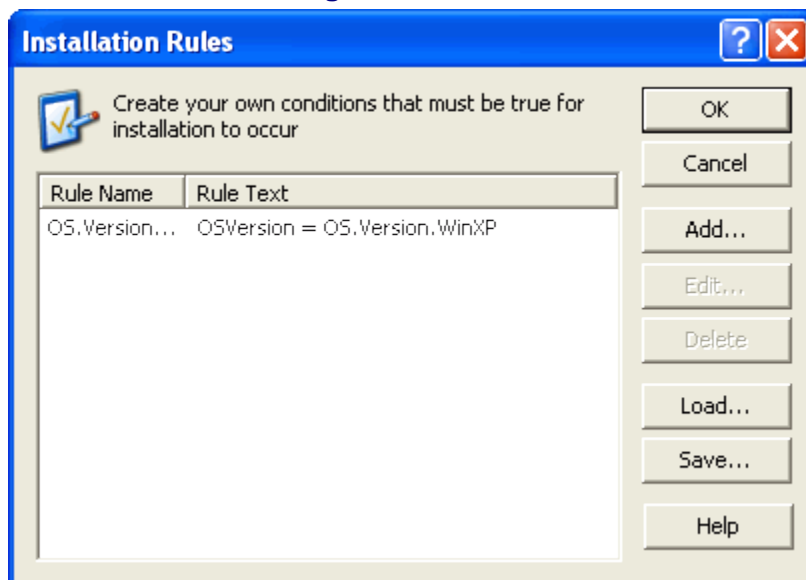 Installation Rules
Create your own conditions that must be true for
installation to occur
OK
Cancel
Rule Name Rule Text
OS.Version... OSVersion = OS.Version.WinXP
Add...
Edit...
Delete
Load...
Save...
Help